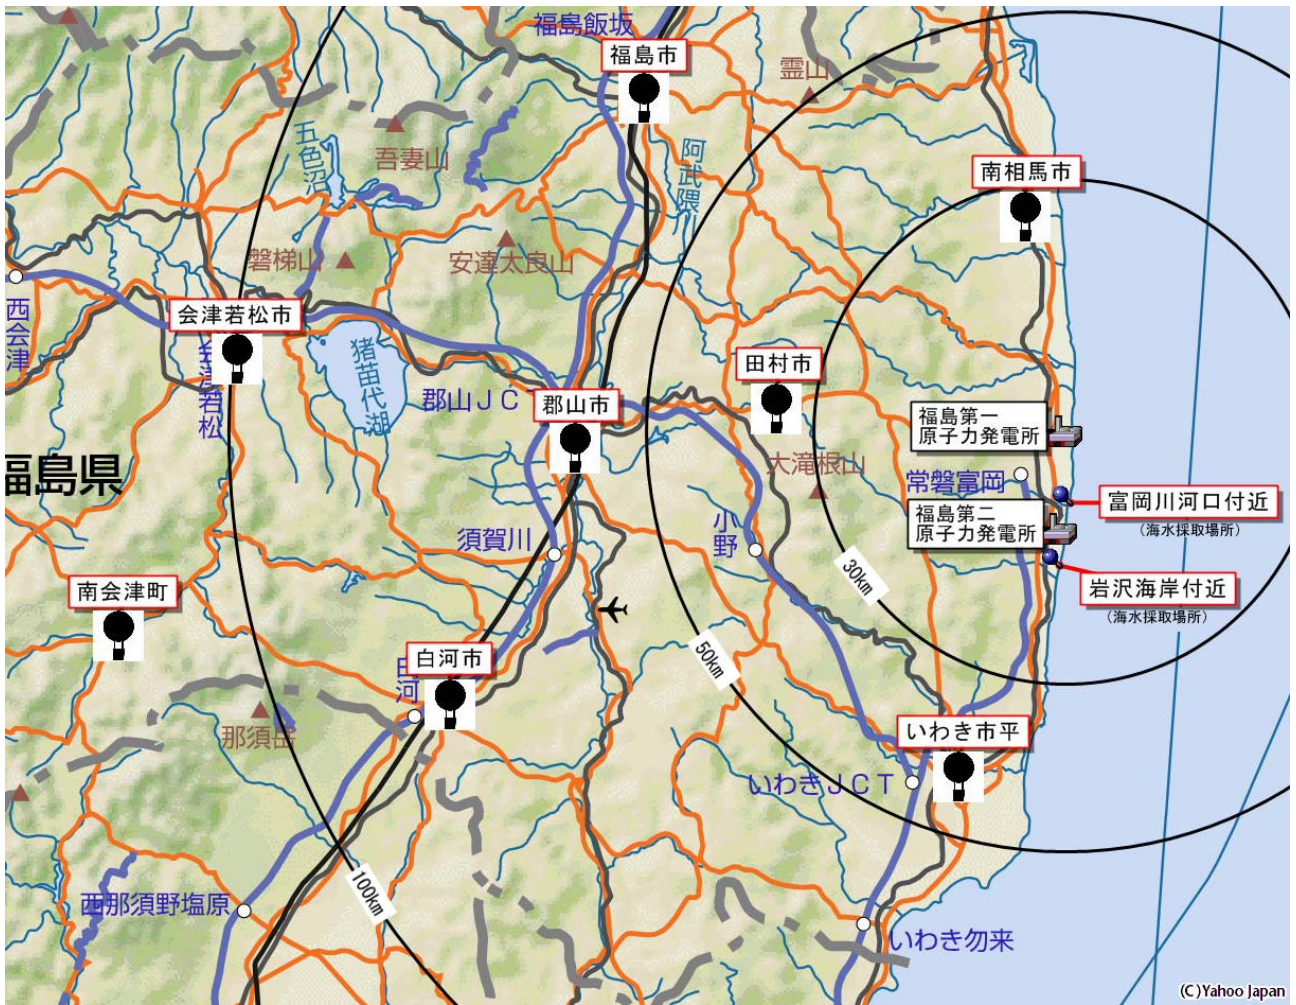 福島飯坂
福島市
霊山
五色沼
吾妻山
阿武隈
南相馬市
磐梯山
安達太良山
西会津
会津若松市
会津若松
猪苗代湖
田村市
郡山JCT
郡山市
福島第一
原子力発電所
大滝根山
常磐富岡
福島県
富岡川河口付近
(海水採取場所)
福島第二
原子力発電所
須賀川
小野
30km
岩沢海岸付近
(海水採取場所)
南会津町
50km
白河市
白河
那須岳
いわき市平
いわきJCT
100km
西那須野塩原
いわき勿来
(C)Yahoo Japan